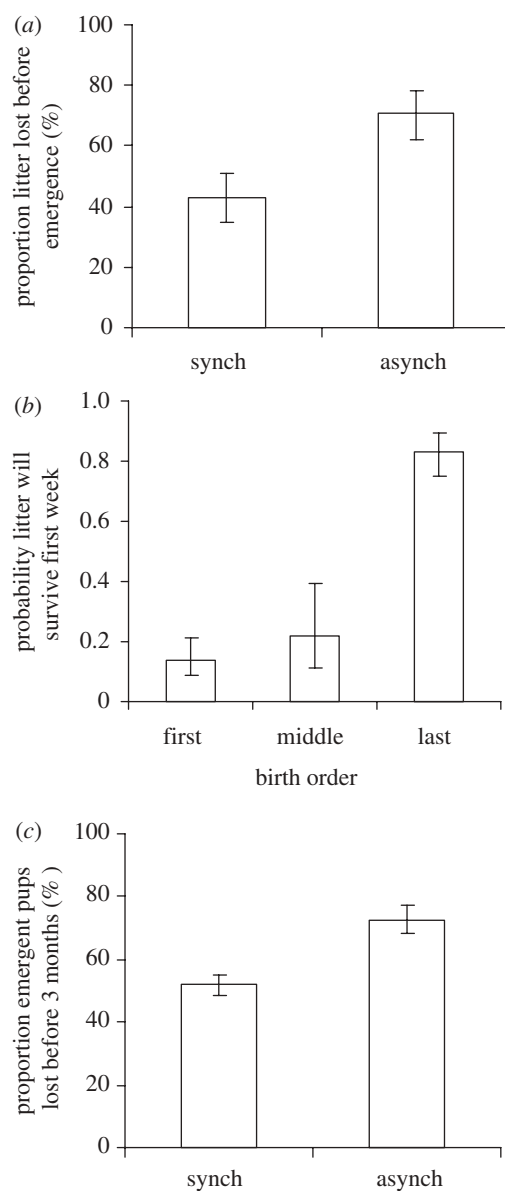 (a)
proportion litter lost before
emergence (%)
100
80
60
40
20
0
synch asynch
(b)
probability litter will
survive first week
1.0
0.8
0.6
0.4
0.2
0
first middle last
birth order
(c)
proportion emergent pups
lost before 3 months (% )
100
80
60
40
20
0
synch asynch